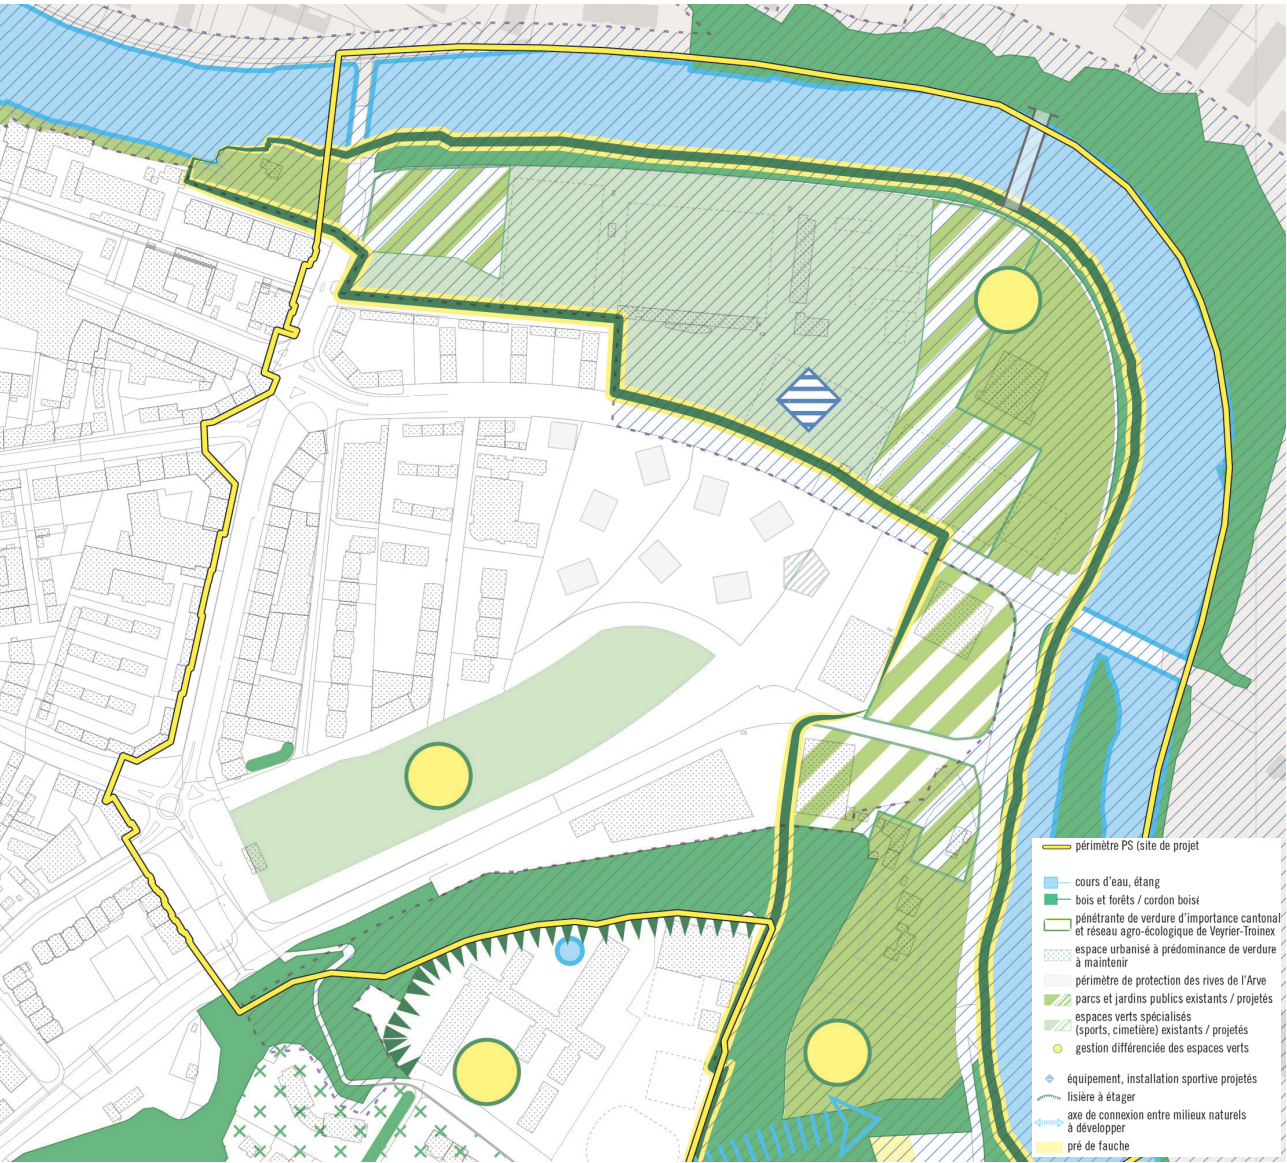 périmètre PS (site de projet
cours d'eau, étang
bois et forêts / cordon boisé
pénétrante de verdure d'importance cantonal
et réseau agro-écologique de Veyrier-Troinex
espace urbanisé à prédominance de verdure
à maintenir
périmètre de protection des rives de l'Arve
parcs et jardins publics existants / projetés
espaces verts spécialisés
(sports, cimetière) existants / projetés
gestion différenciée des espaces verts
équipement, installation sportive projetés
lisière à étager
axe de connexion entre milieux naturels
à développer
pré de fauche